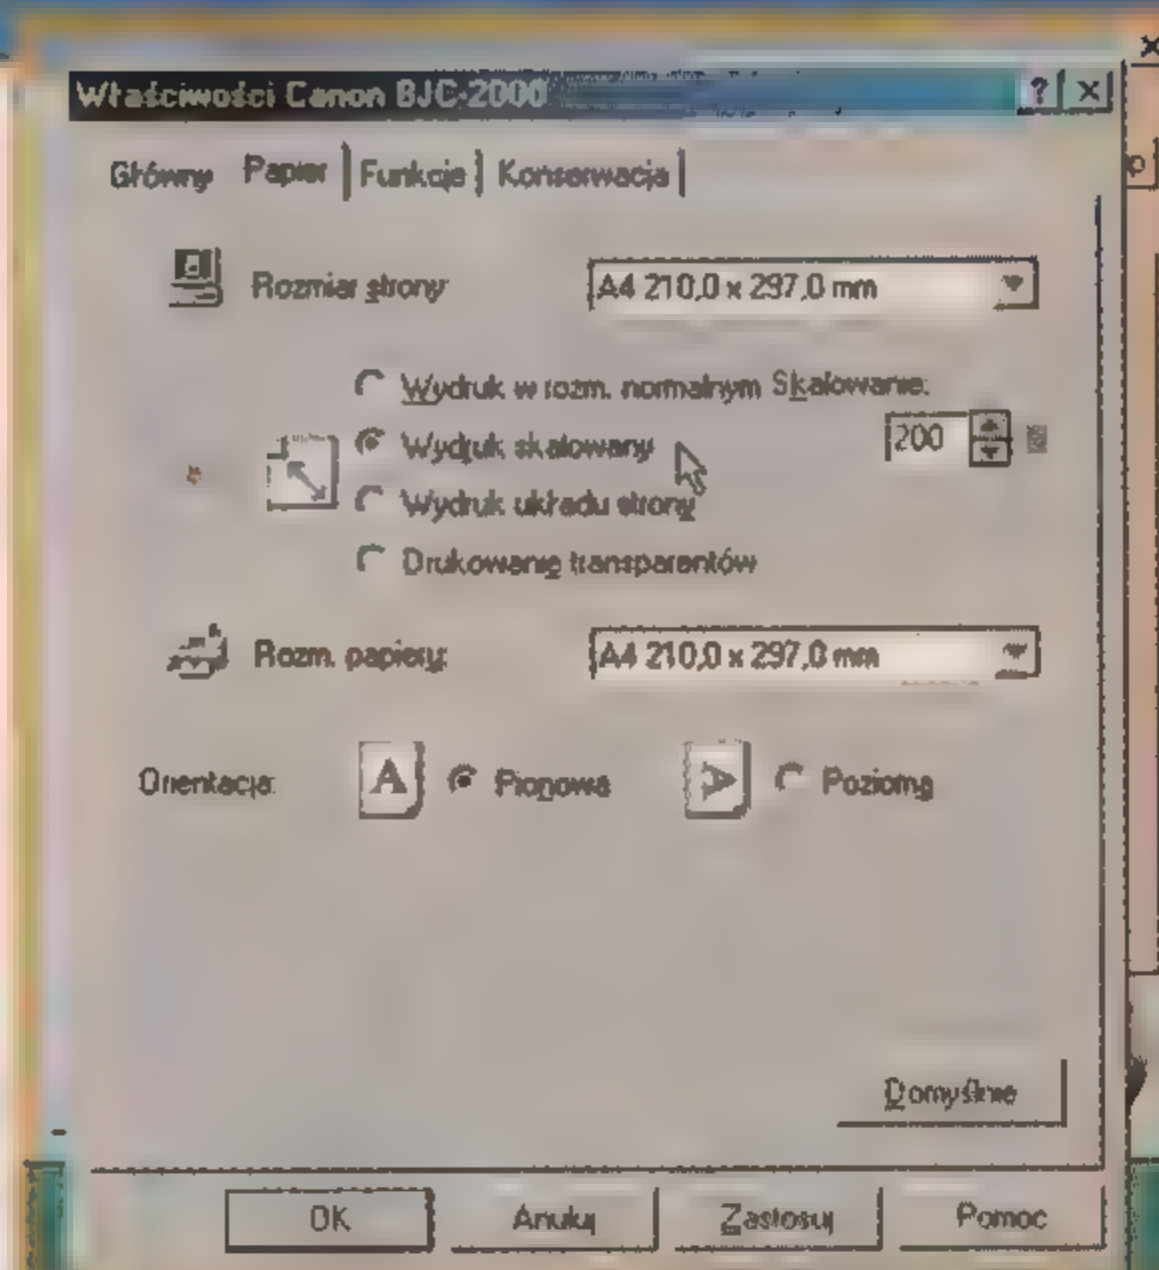 Właściwości Canon BJC-2000
Główny Papier Funkcje Konserwacja
Rozmiar strony: A4 210,0 x 297,0 mm
Wydruk w rozm. normalnym Skalowanie:
Wydruk skalowany 200
Wydruk układu strony
Drukowanie transparentów
Rozm. papieru: A4 210,0 x 297,0 mm
Orientacja: A Pionowa A Pozioma
Domyślnie
OK Anuluj Zastosuj Pomoc